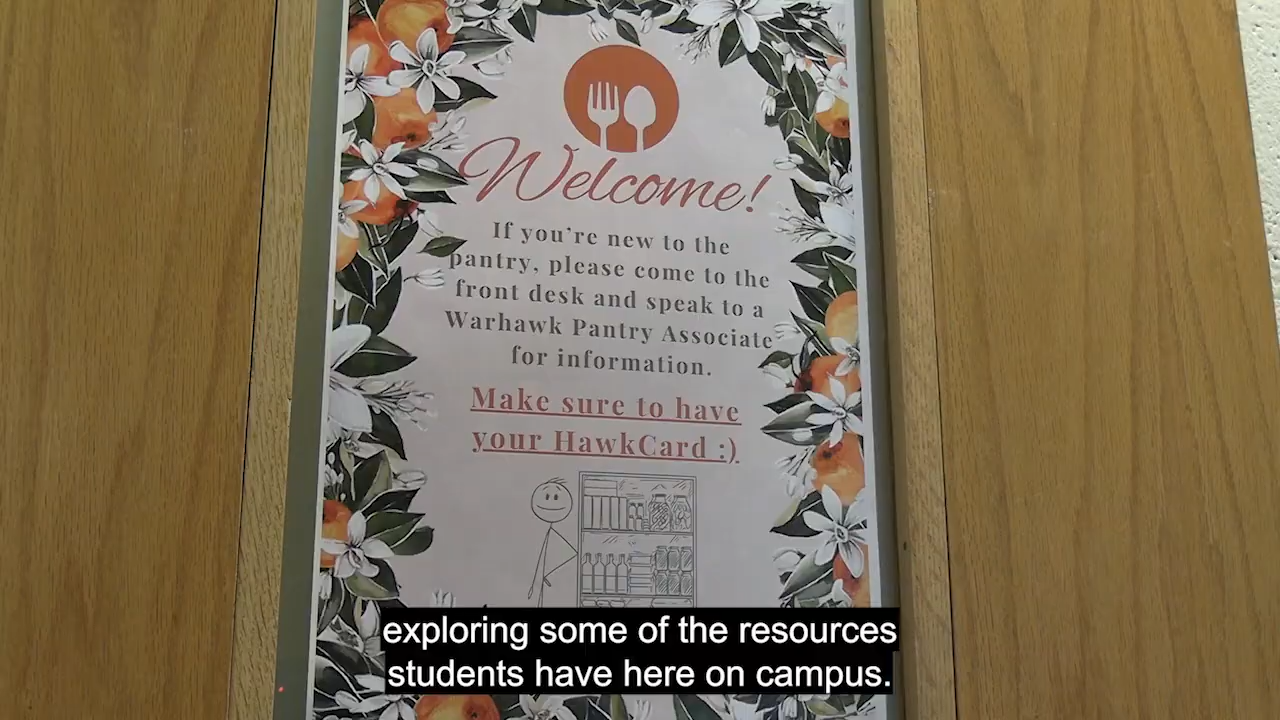 Welcome!
If you're new to the
pantry, please come to the
front desk and speak to a
Warhawk Pantry Associate
for information.
Make sure to have
your HawkCard :)
exploring some of the resources
students have here on campus.